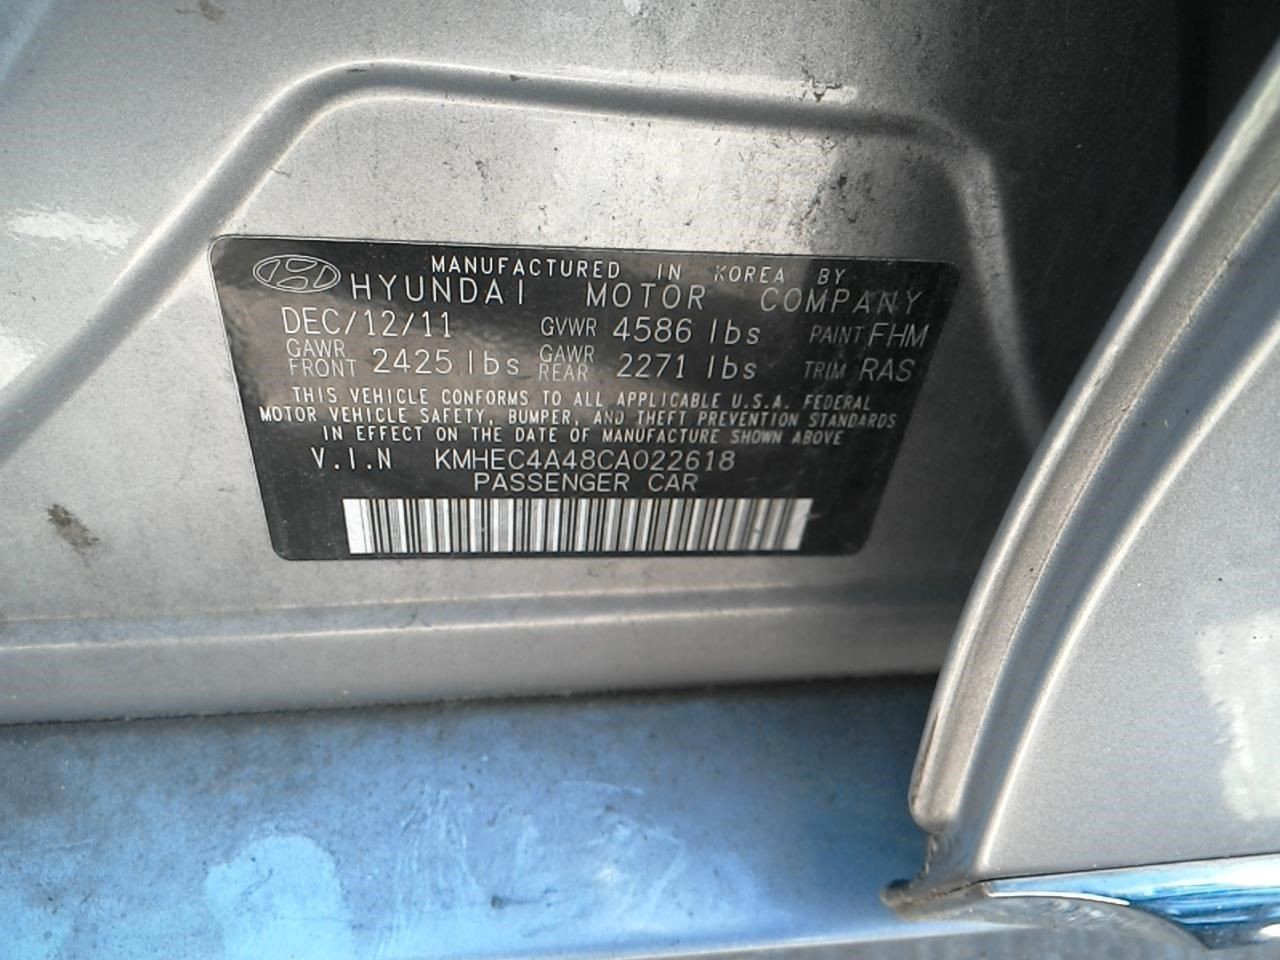 MANUFACTURED IN KOREA BY
HYUNDAI MOTOR COMPANY
DEC/12/11 GVWR 4586 lbs PAINT FHM
GAWR FRONT 2425 lbs GAWR REAR 2271 lbs TRIM RAS
THIS VEHICLE CONFORMS TO ALL APPLICABLE U.S.A. FEDERAL
MOTOR VEHICLE SAFETY, BUMPER, AND THEFT PREVENTION STANDARDS
IN EFFECT ON THE DATE OF MANUFACTURE SHOWN ABOVE
V.I.N KMHEC4A48CA022618
PASSENGER CAR